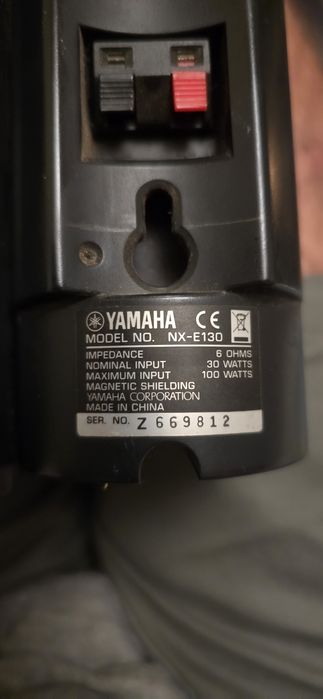 YAMAHA CE
MODEL NO. NX-E130
IMPEDANCE 6 OHMS
NOMINAL INPUT 30 WATTS
MAXIMUM INPUT 100 WATTS
MAGNETIC SHIELDING
YAMAHA CORPORATION
MADE IN CHINA
SER. NO. Z 669812